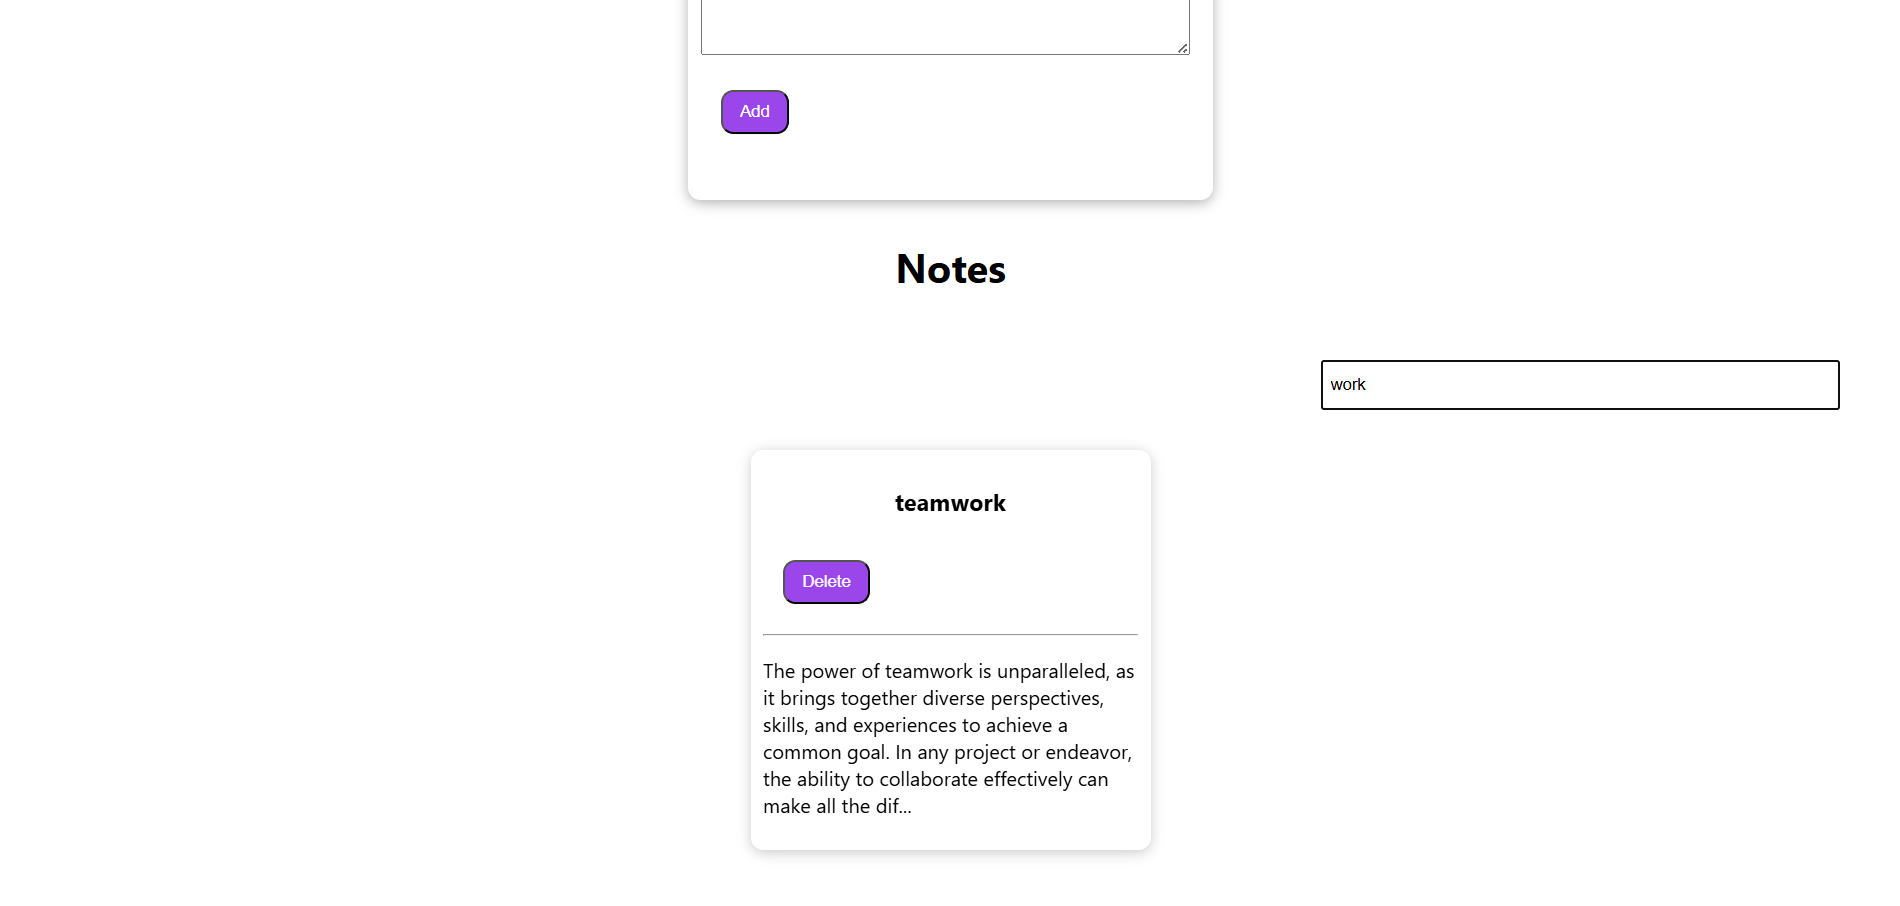 Add
Notes
work
teamwork
Delete
The power of teamwork is unparalleled, as
it brings together diverse perspectives,
skills, and experiences to achieve a
common goal. In any project or endeavor,
the ability to collaborate effectively can
make all the dif...